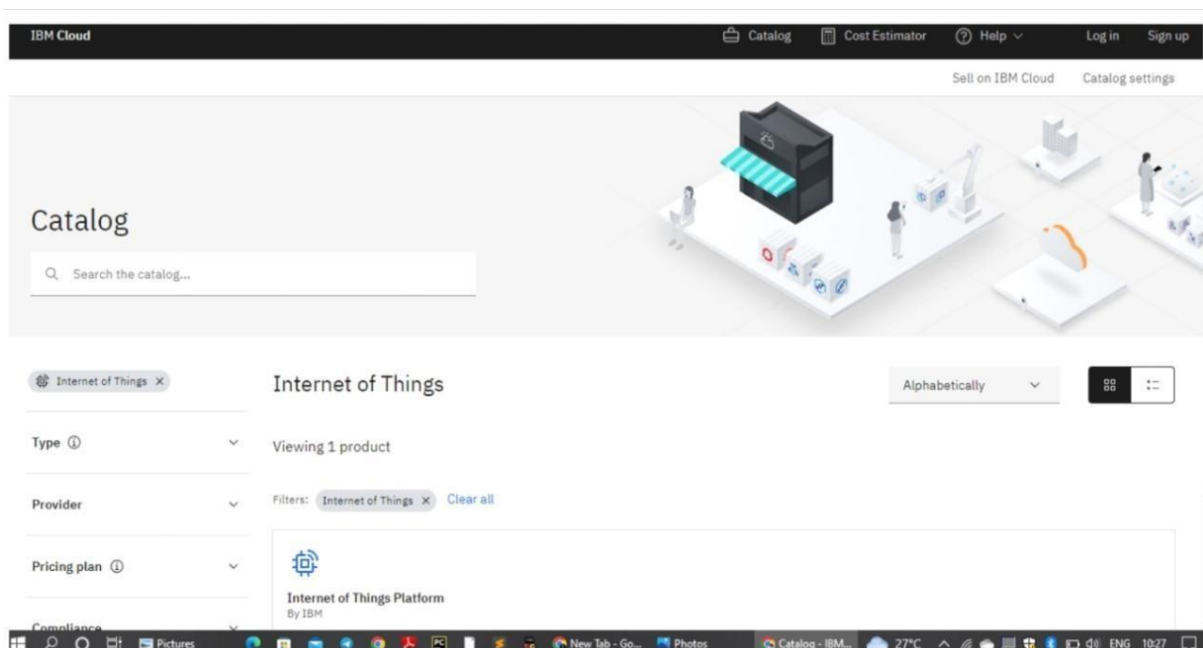 IBM Cloud
Catalog
Cost Estimator
Help
Log in
Sign up
Sell on IBM Cloud
Catalog settings
Catalog
Search the catalog...
Internet of Things
Internet of Things
Alphabetically
Type
Viewing 1 product
Provider
Filters: Internet of Things Clear all
Pricing plan
Internet of Things Platform
By IBM
Compliance
Pictures
New Tab - Go...
Photos
Catalog - IBM...
27°C
ENG
10:27